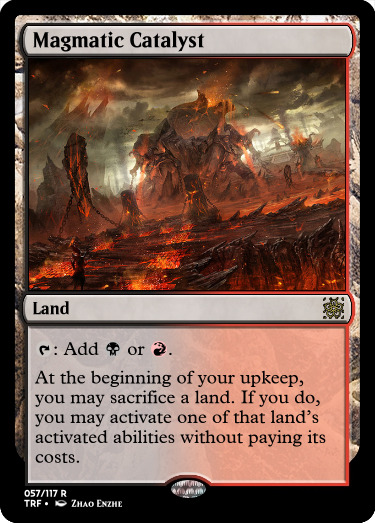 Magmatic Catalyst
Land
: Add or .
At the beginning of your upkeep,
you may sacrifice a land. If you do,
you may activate one of that land's
activated abilities without paying its
costs.
057/117 R
TRF • Zhao Enzhe